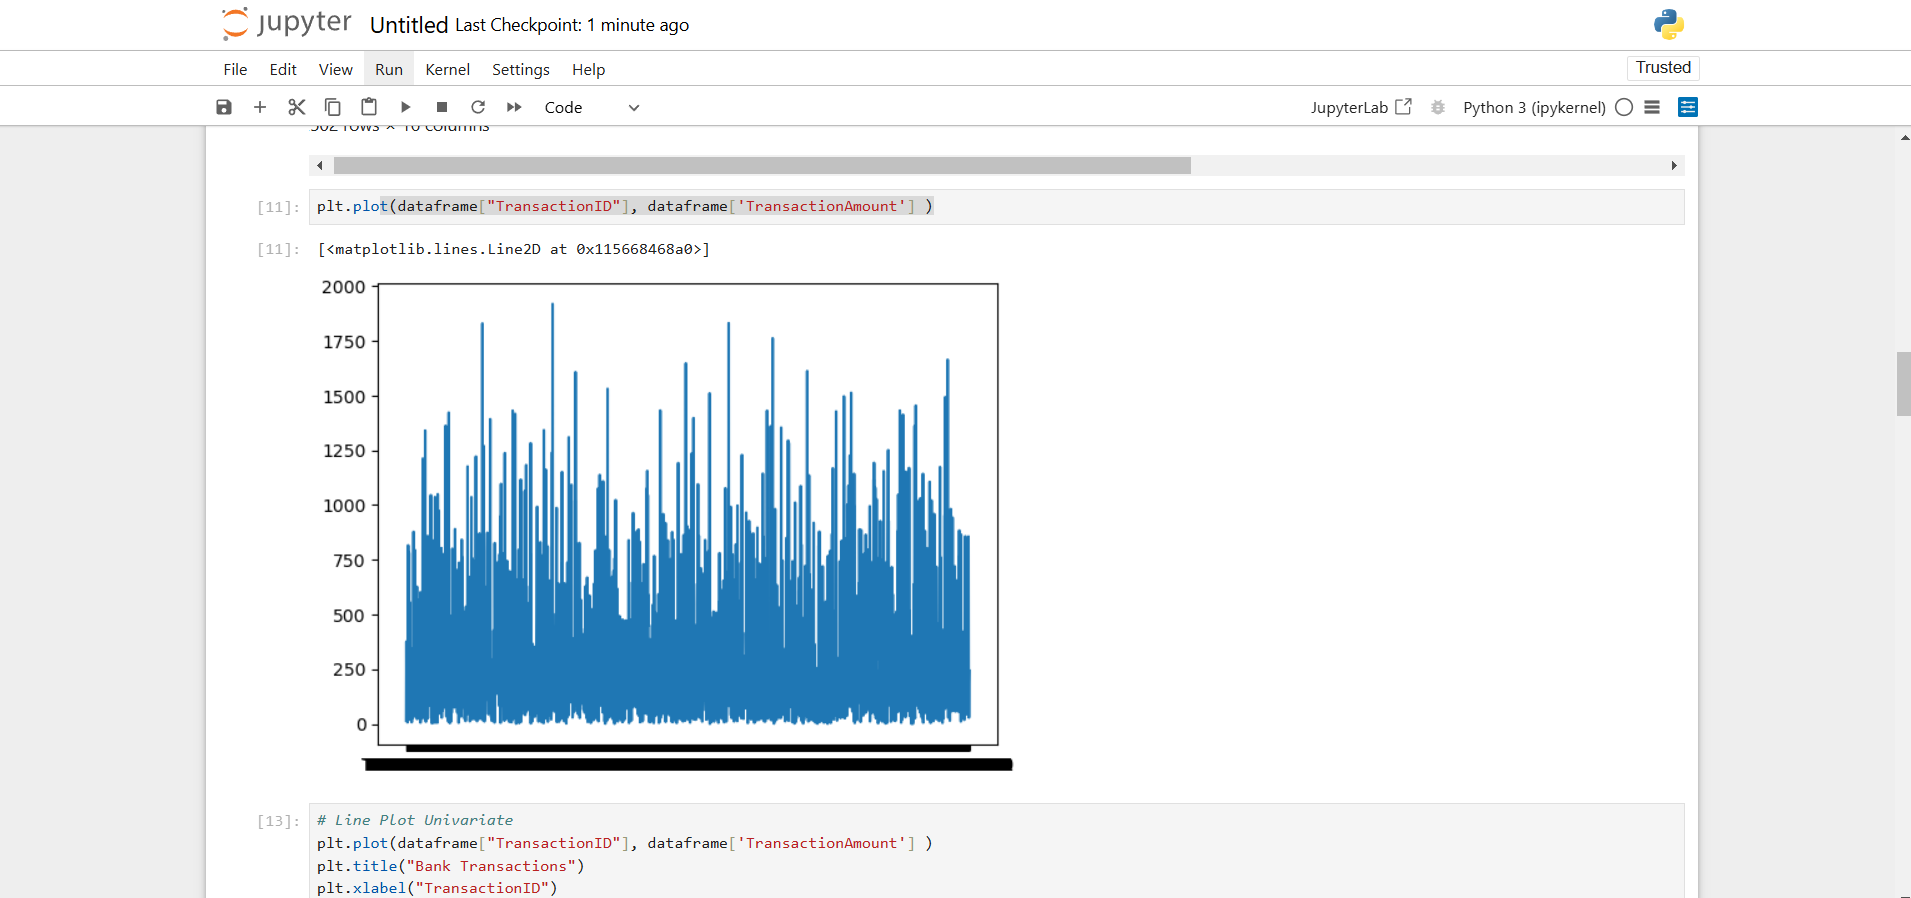 jupyter Untitled Last Checkpoint: 1 minute ago
File Edit View Run Kernel Settings Help Trusted
Code JupyterLab Python 3 (ipykernel)
rows × columns
[11]: plt.plot(dataframe["TransactionID"], dataframe['TransactionAmount'] )
[11]: [<matplotlib.lines.Line2D at 0x115668468a0>]
2000
1750
1500
1250
1000
750
500
250
0
[13]: # Line Plot Univariate
plt.plot(dataframe["TransactionID"], dataframe['TransactionAmount'] )
plt.title("Bank Transactions")
plt.xlabel("TransactionID")